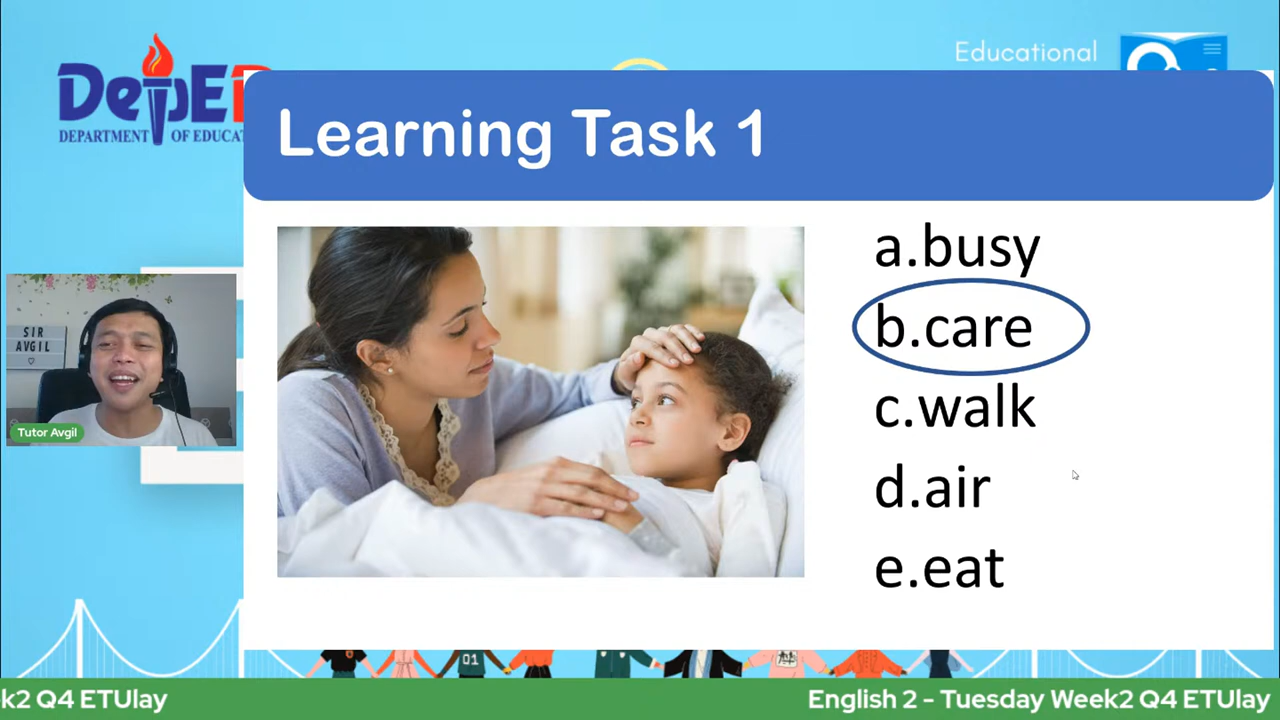 DepED
DEPARTMENT OF EDUCAT
Educational
Learning Task 1
a.busy
b.care
c.walk
d.air
e.eat
SIR
AVGIL
Tutor Avgil
01
k2 Q4 ETUlay
English 2 - Tuesday Week2 Q4 ETUlay